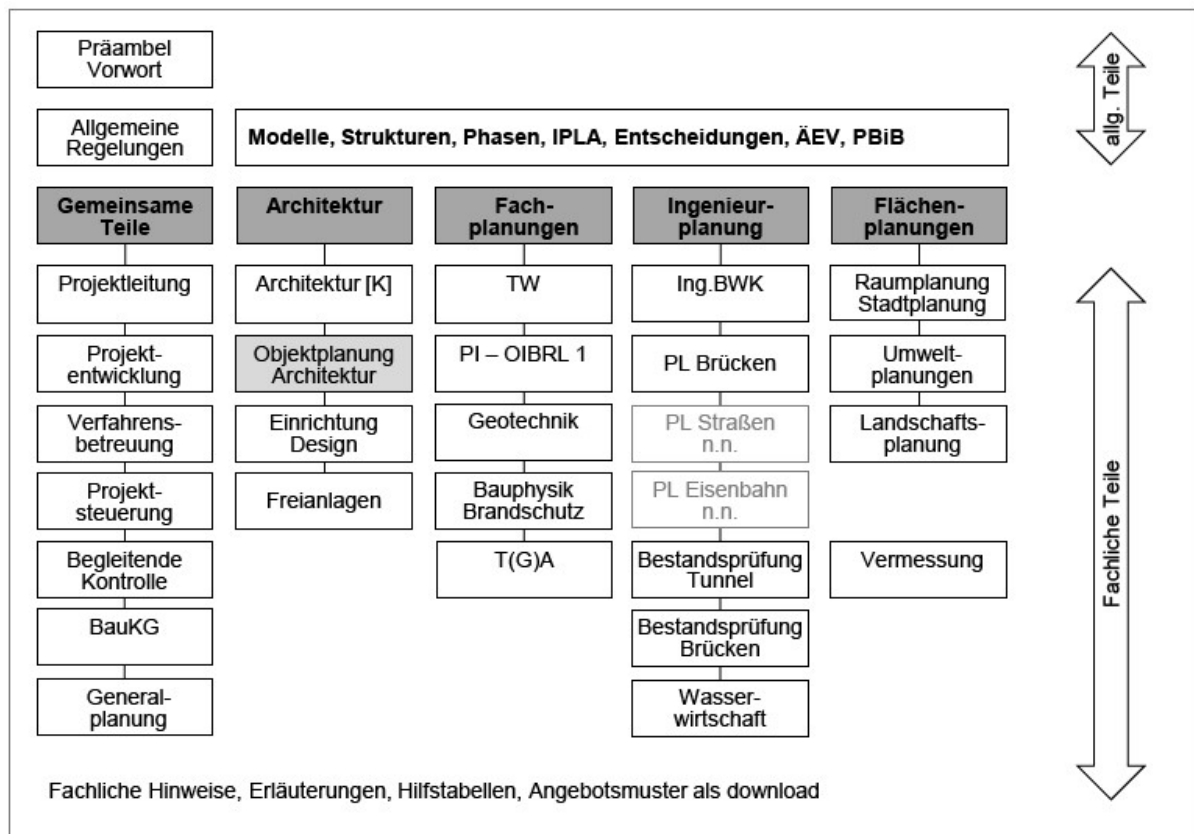 Präambel
Vorwort
allg. Teile
Allgemeine
Regelungen
Modelle, Strukturen, Phasen, IPLA, Entscheidungen, ÄEV, PBiB
Gemeinsame
Teile
Projektleitung
Projekt-
entwicklung
Verfahrens-
betreuung
Projekt-
steuerung
Begleitende
Kontrolle
BauKG
General-
planung
Architektur
Architektur [K]
Objektplanung
Architektur
Einrichtung
Design
Freianlagen
Fach-
planungen
TW
PI – OIBRL 1
Geotechnik
Bauphysik
Brandschutz
T(G)A
Ingenieur-
planung
Ing.BWK
PL Brücken
PL Straßen
n.n.
PL Eisenbahn
n.n.
Bestandsprüfung
Tunnel
Bestandsprüfung
Brücken
Wasser-
wirtschaft
Flächen-
planungen
Raumplanung
Stadtplanung
Umwelt-
planungen
Landschafts-
planung
Vermessung
Fachliche Teile
Fachliche Hinweise, Erläuterungen, Hilfstabellen, Angebotsmuster als download